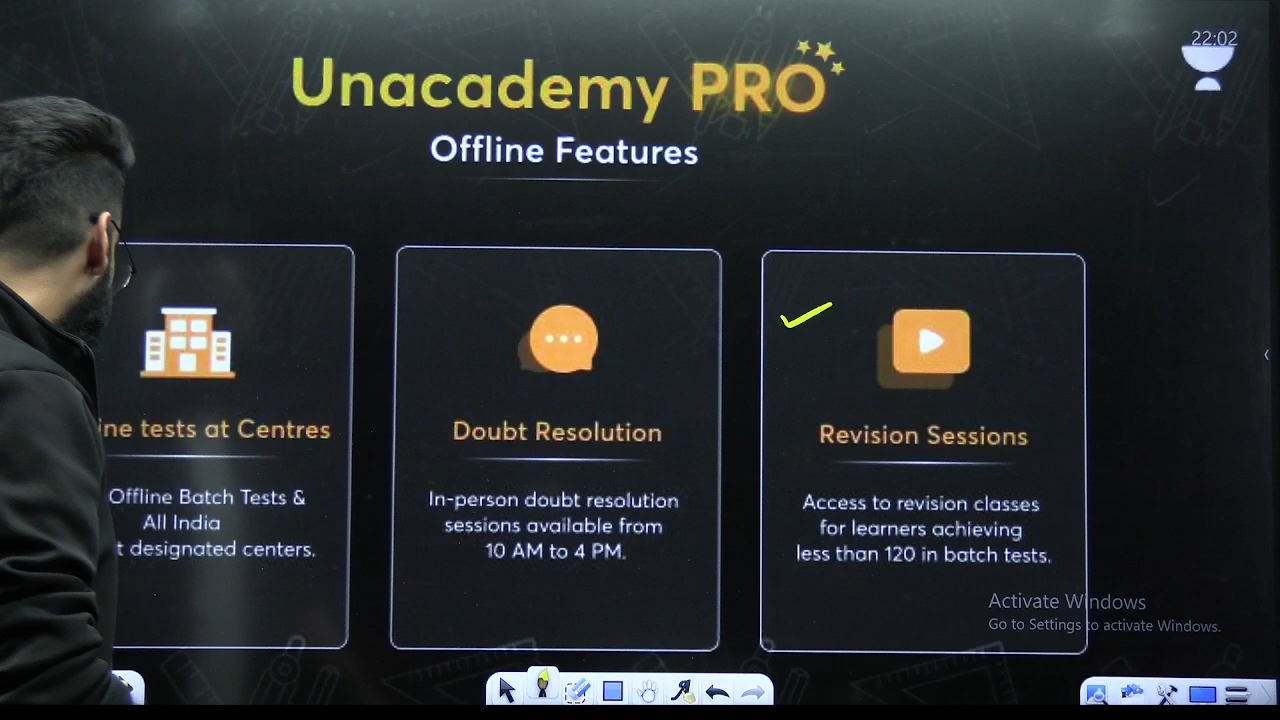 22:02
Unacademy PRO
Offline Features
ine tests at Centres
Offline Batch Tests &
All India
t designated centers.
Doubt Resolution
In-person doubt resolution
sessions available from
10 AM to 4 PM.
Revision Sessions
Access to revision classes
for learners achieving
less than 120 in batch tests.
Activate Windows
Go to Settings to activate Windows.